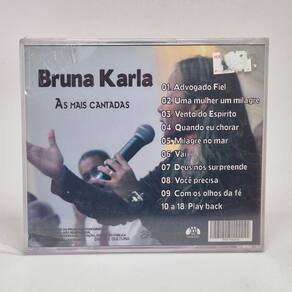 Bruna Karla
As mais cantadas
01. Advogado Fiel
02 Uma mulher um milagre
03 Vento do Espirito
04 Quando eu chorar
05 Milagre no mar
06 Vai
07 Deus nos surpreende
08 Você precisa
09 Com os olhos da fé
10 a 18 Play back